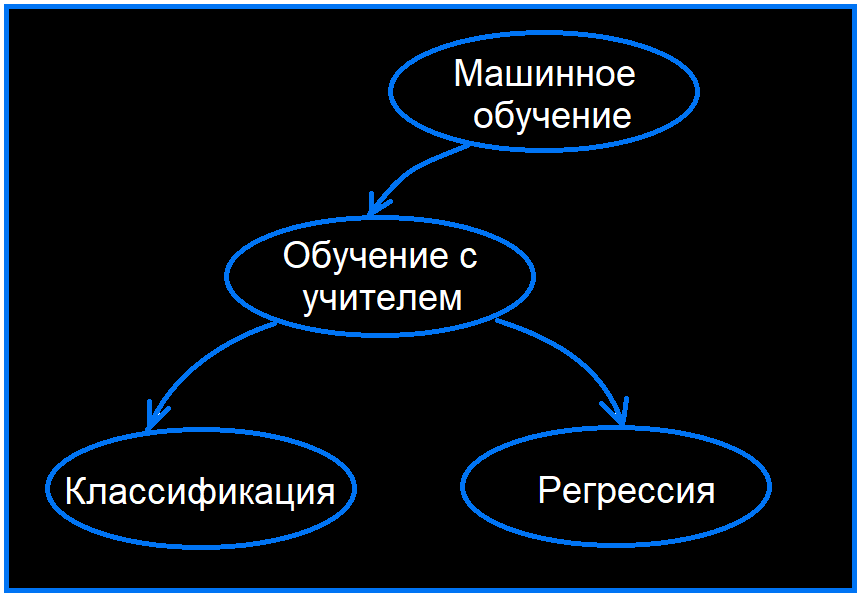 Машинное
обучение
Обучение с
учителем
Классификация
Регрессия